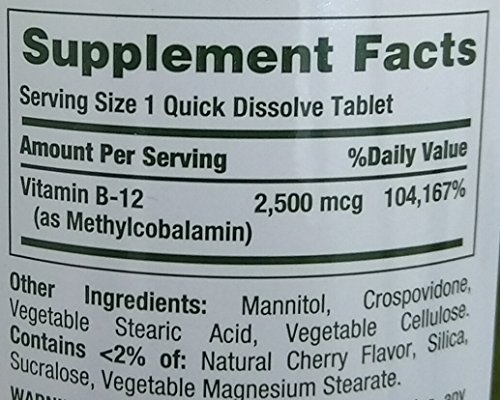 Supplement Facts
Serving Size 1 Quick Dissolve Tablet
Amount Per Serving %Daily Value
Vitamin B-12 2,500 mcg 104,167%
(as Methylcobalamin)
Other Ingredients: Mannitol, Crospovidone,
Vegetable Stearic Acid, Vegetable Cellulose.
Contains <2% of: Natural Cherry Flavor, Silica,
Sucralose, Vegetable Magnesium Stearate.
any